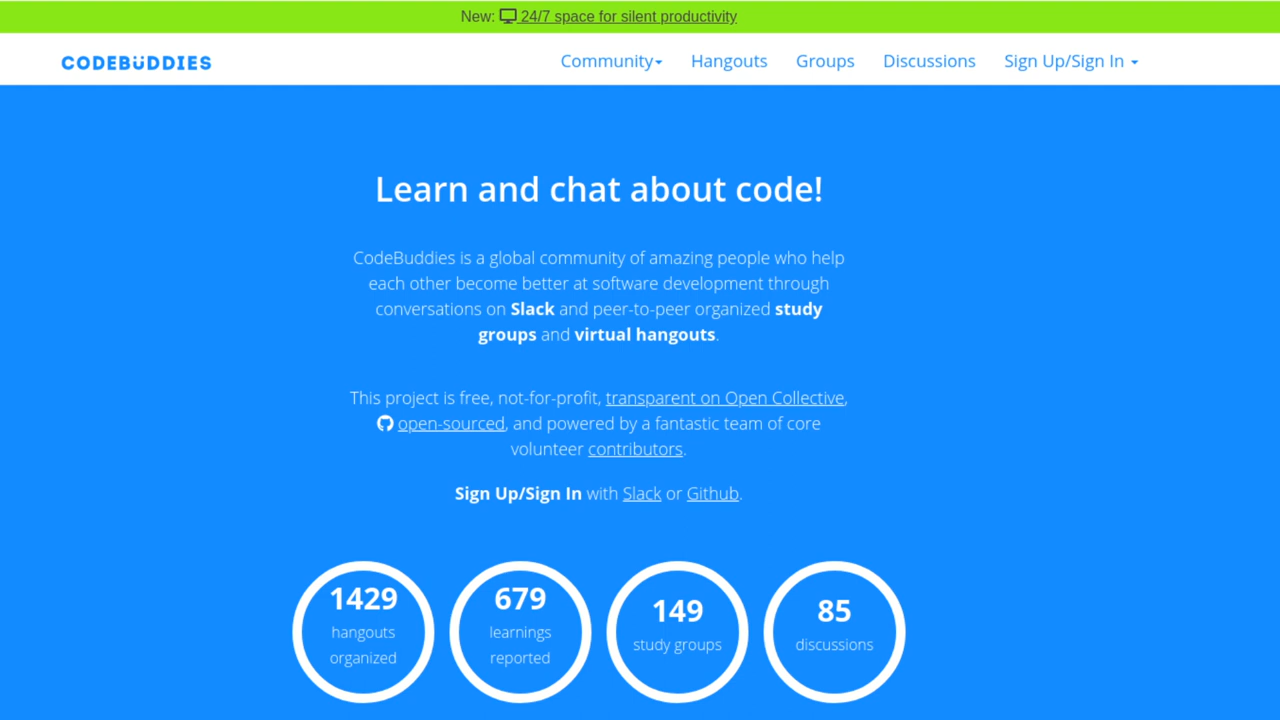 New: 24/7 space for silent productivity
CODEBUDDIES
Community Hangouts Groups Discussions Sign Up/Sign In
Learn and chat about code!
CodeBuddies is a global community of amazing people who help
each other become better at software development through
conversations on Slack and peer-to-peer organized study
groups and virtual hangouts.
This project is free, not-for-profit, transparent on Open Collective,
open-sourced, and powered by a fantastic team of core
volunteer contributors.
Sign Up/Sign In with Slack or Github.
1429
hangouts
organized
679
learnings
reported
149
study groups
85
discussions